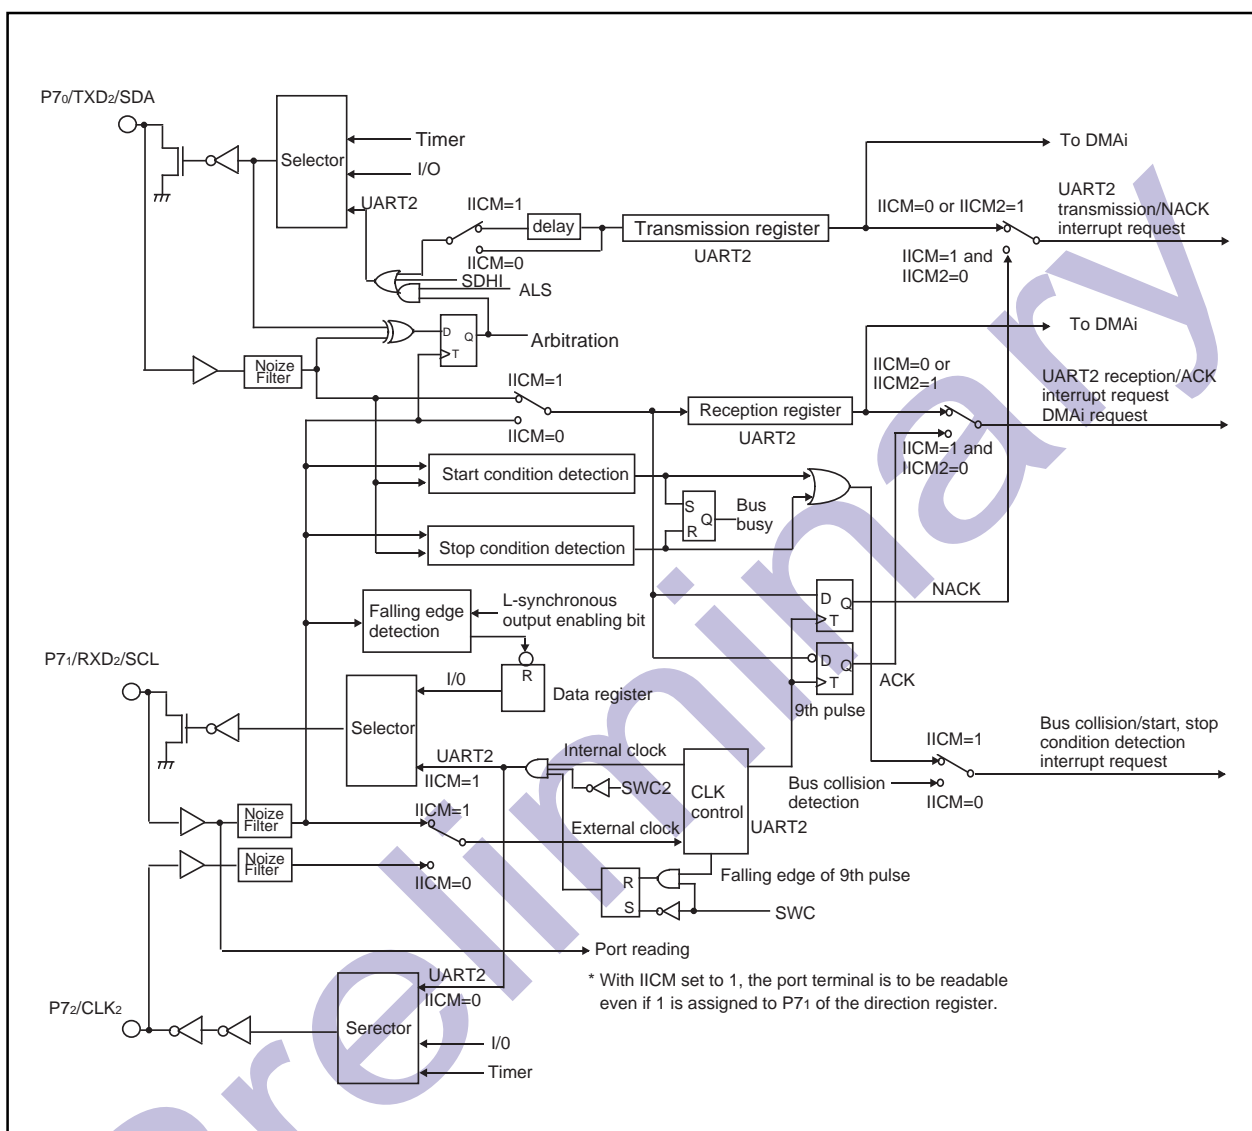 P70/TXD2/SDA
Selector
Timer
I/O
UART2
IICM=1
delay
IICM=0
SDHI
ALS
Transmission register
UART2
To DMAi
IICM=0 or IICM2=1
UART2
transmission/NACK
interrupt request
IICM=1 and
IICM2=0
D
Q
T
Arbitration
Noize
Filter
To DMAi
IICM=1
IICM=0
Reception register
UART2
IICM=0 or
IICM2=1
UART2 reception/ACK
interrupt request
DMAi request
IICM=1 and
IICM2=0
Start condition detection
S
Q
R
Bus
busy
Stop condition detection
Falling edge
detection
L-synchronous
output enabling bit
R
Data register
D
Q
T
NACK
D
Q
T
ACK
9th pulse
P71/RXD2/SCL
I/0
Selector
UART2
IICM=1
Internal clock
SWC2
CLK
control
UART2
External clock
IICM=1
IICM=0
Noize
Filter
Noize
Filter
Bus collision
detection
IICM=1
IICM=0
Bus collision/start, stop
condition detection
interrupt request
R
S
Falling edge of 9th pulse
SWC
Port reading
* With IICM set to 1, the port terminal is to be readable
even if 1 is assigned to P71 of the direction register.
P72/CLK2
Serector
UART2
IICM=0
I/0
Timer
Preliminary